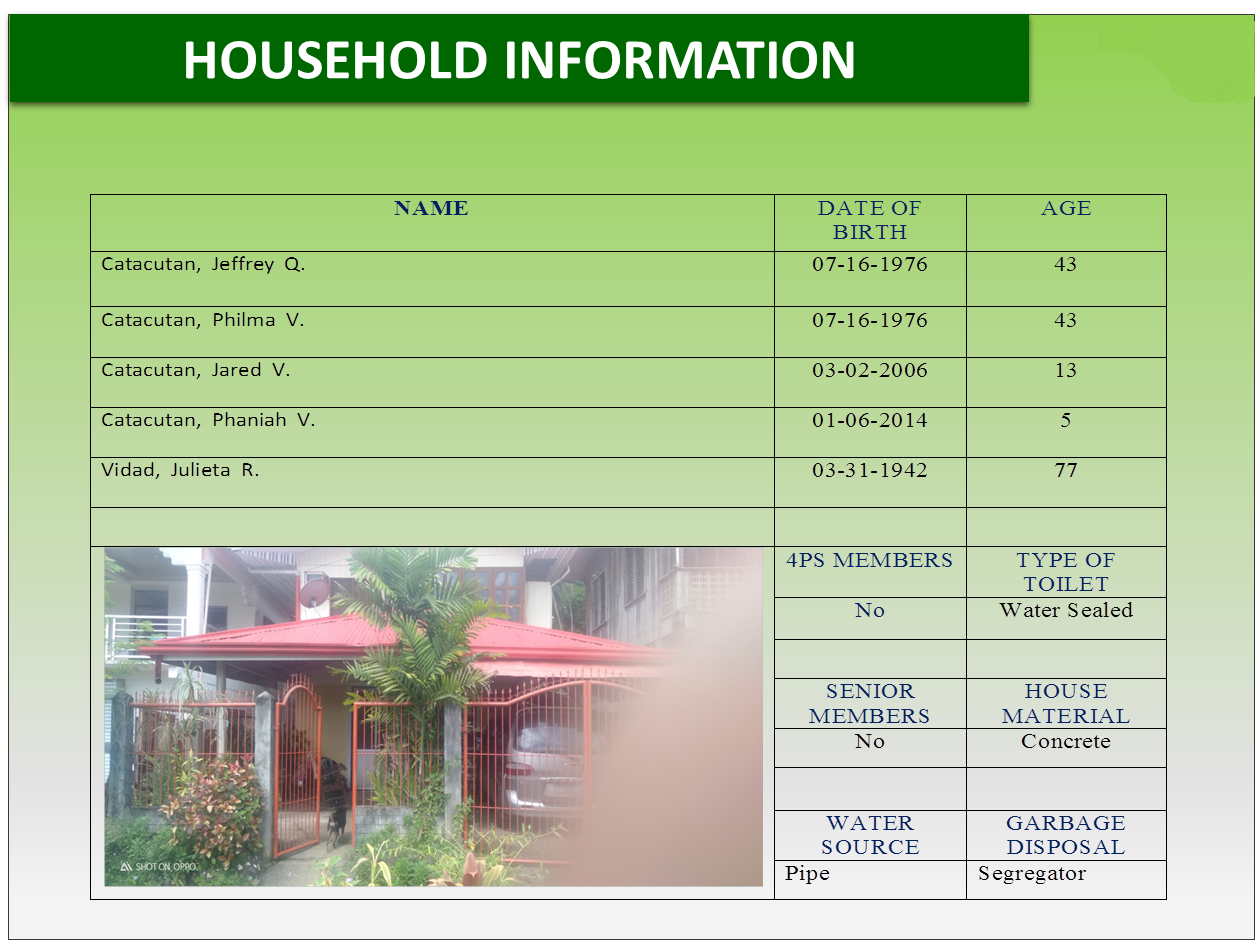 HOUSEHOLD INFORMATION
NAME
DATE OF
BIRTH
AGE
Catacutan, Jeffrey Q.
07-16-1976
43
Catacutan, Philma V.
07-16-1976
43
Catacutan, Jared V.
03-02-2006
13
Catacutan, Phaniah V.
01-06-2014
5
Vidad, Julieta R.
03-31-1942
77
4PS MEMBERS
TYPE OF
TOILET
No
Water Sealed
SENIOR
MEMBERS
HOUSE
MATERIAL
No
Concrete
WATER
SOURCE
GARBAGE
DISPOSAL
Pipe
Segregator
SHOT ON OPPO